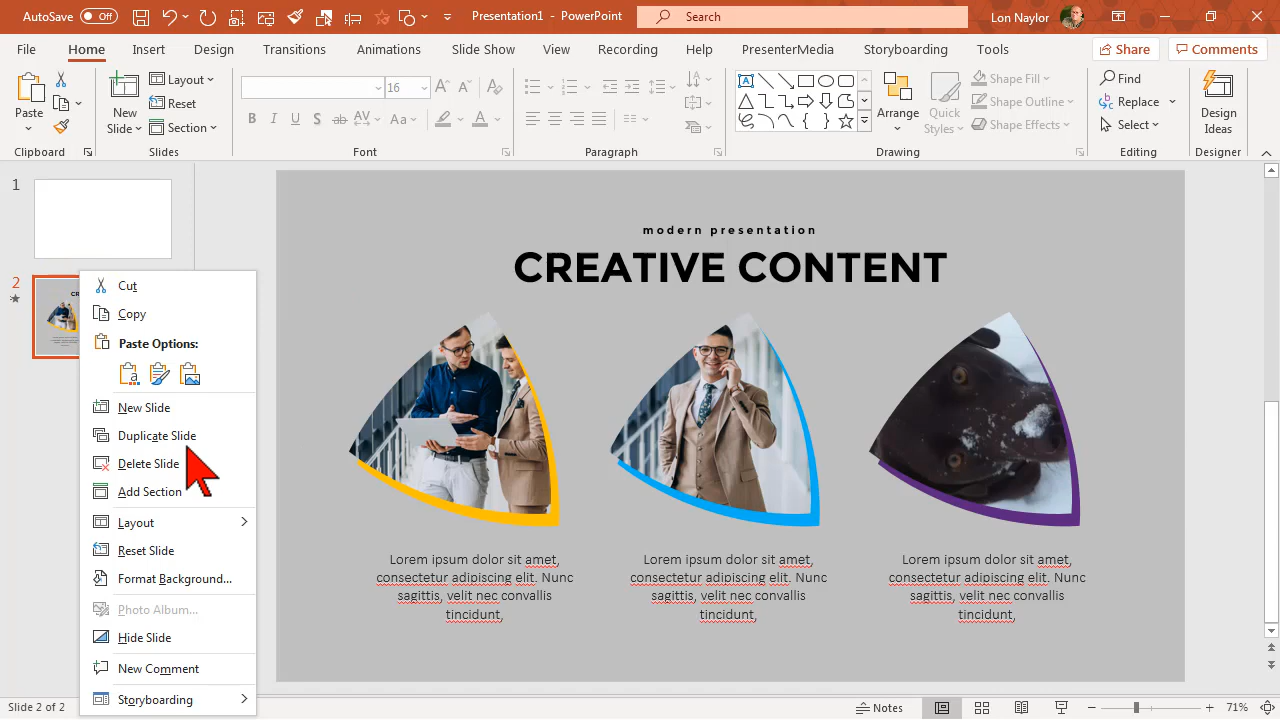 AutoSave Off Presentation1 - PowerPoint Search Lon Naylor
File Home Insert Design Transitions Animations Slide Show View Recording Help PresenterMedia Storyboarding Tools Share Comments
Paste
Clipboard
New
Slide
Layout
Reset
Section
Slides
16
B I U S ab AV Aa A
Font
Paragraph
Arrange
Quick
Styles
Shape Fill
Shape Outline
Shape Effects
Drawing
Find
Replace
Select
Editing
Design
Ideas
Designer
1
2
Cut
Copy
Paste Options:
New Slide
Duplicate Slide
Delete Slide
Add Section
Layout
Reset Slide
Format Background...
Photo Album...
Hide Slide
New Comment
Storyboarding
modern presentation
CREATIVE CONTENT
Lorem ipsum dolor sit amet,
consectetur adipiscing elit. Nunc
sagittis, velit nec convallis
tincidunt,
Lorem ipsum dolor sit amet,
consectetur adipiscing elit. Nunc
sagittis, velit nec convallis
tincidunt,
Lorem ipsum dolor sit amet,
consectetur adipiscing elit. Nunc
sagittis, velit nec convallis
tincidunt,
Slide 2 of 2 Notes 71%